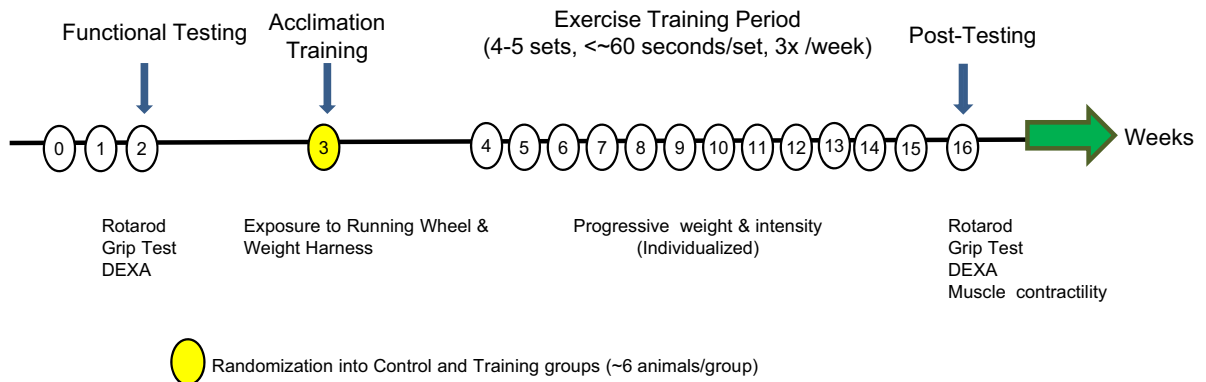 Functional Testing
Acclimation
Training
Exercise Training Period
(4-5 sets, <~60 seconds/set, 3x /week)
Post-Testing
0 1 2 3 4 5 6 7 8 9 10 11 12 13 14 15 16 Weeks
Rotarod
Grip Test
DEXA
Exposure to Running Wheel &
Weight Harness
Progressive weight & intensity
(Individualized)
Rotarod
Grip Test
DEXA
Muscle contractility
Randomization into Control and Training groups (~6 animals/group)